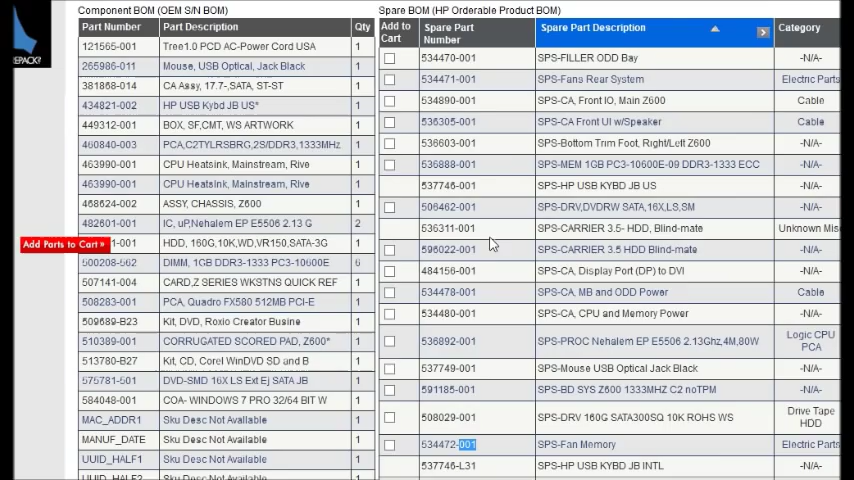 Component BOM (OEM S/N BOM)
Part Number Part Description Qty
121565-001 Tree1.0 PCD AC-Power Cord USA 1
265986-011 Mouse, USB Optical, Jack Black 1
381868-014 CA Assy, 17.7-,SATA, ST-ST 1
434821-002 HP USB Kybd JB US* 1
449312-001 BOX, SF,CMT, WS ARTWORK 1
460840-003 PCA,C2TYLRSBRG,2S/DDR3,1333MHz 1
463990-001 CPU Heatsink, Mainstream, Rive 1
463990-001 CPU Heatsink, Mainstream, Rive 1
468624-002 ASSY, CHASSIS, Z600 1
482601-001 IC, uP,Nehalem EP E5506 2.13 G 2
1-001 HDD, 160G,10K,WD,VR150,SATA-3G 1
500208-562 DIMM, 1GB DDR3-1333 PC3-10600E 6
507141-004 CARD,Z SERIES WKSTNS QUICK REF 1
508283-001 PCA, Quadro FX580 512MB PCI-E 1
509689-B23 Kit, DVD, Roxio Creator Busine 1
510389-001 CORRUGATED SCORED PAD, Z600* 1
513780-B27 Kit, CD, Corel WinDVD SD and B 1
575781-501 DVD-SMD 16X LS Ext Ej SATA JB 1
584048-001 COA- WINDOWS 7 PRO 32/64 BIT W 1
MAC_ADDR1 Sku Desc Not Available 1
MANUF_DATE Sku Desc Not Available 1
UUID_HALF1 Sku Desc Not Available 1
UUID_HALF2 Sku Desc Not Available 1
REPACK?
Add Parts to Cart »
Spare BOM (HP Orderable Product BOM)
Add to Cart Spare Part Number Spare Part Description Category
534470-001 SPS-FILLER ODD Bay -N/A-
534471-001 SPS-Fans Rear System Electric Parts
534890-001 SPS-CA, Front IO, Main Z600 Cable
536305-001 SPS-CA Front UI w/Speaker Cable
536603-001 SPS-Bottom Trim Foot, Right/Left Z600 -N/A-
536888-001 SPS-MEM 1GB PC3-10600E-09 DDR3-1333 ECC -N/A-
537746-001 SPS-HP USB KYBD JB US -N/A-
506462-001 SPS-DRV,DVDRW SATA,16X,LS,SM -N/A-
536311-001 SPS-CARRIER 3.5- HDD, Blind-mate Unknown Mis
596022-001 SPS-CARRIER 3.5 HDD Blind-mate -N/A-
484156-001 SPS-CA, Display Port (DP) to DVI -N/A-
534478-001 SPS-CA, MB and ODD Power Cable
534480-001 SPS-CA, CPU and Memory Power -N/A-
536892-001 SPS-PROC Nehalem EP E5506 2.13Ghz,4M,80W Logic CPU PCA
537749-001 SPS-Mouse USB Optical Jack Black -N/A-
591185-001 SPS-BD SYS Z600 1333MHZ C2 noTPM -N/A-
508029-001 SPS-DRV 160G SATA300SQ 10K ROHS WS Drive Tape HDD
534472-001 SPS-Fan Memory Electric Parts
537746-L31 SPS-HP USB KYBD JB INTL -N/A-